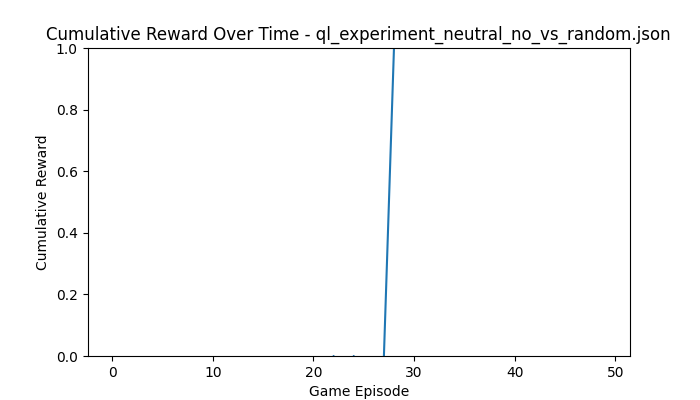 Cumulative Reward Over Time - ql_experiment_neutral_no_vs_random.json
1.0
0.8
0.6
0.4
0.2
0.0
Cumulative Reward
0 10 20 30 40 50
Game Episode